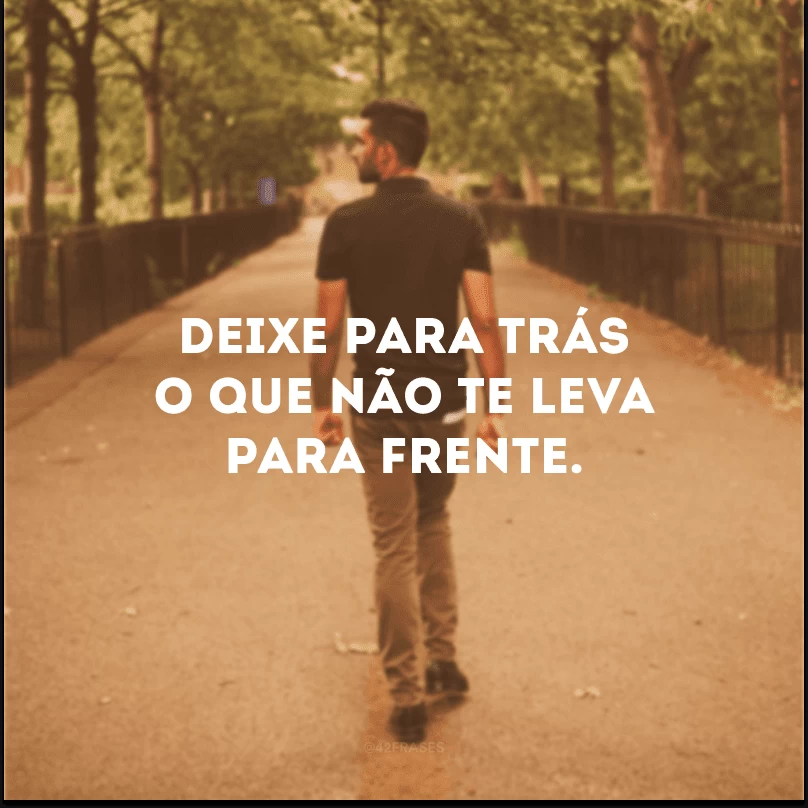 DEIXE PARA TRÁS
O QUE NÃO TE LEVA
PARA FRENTE.
@42FRASES